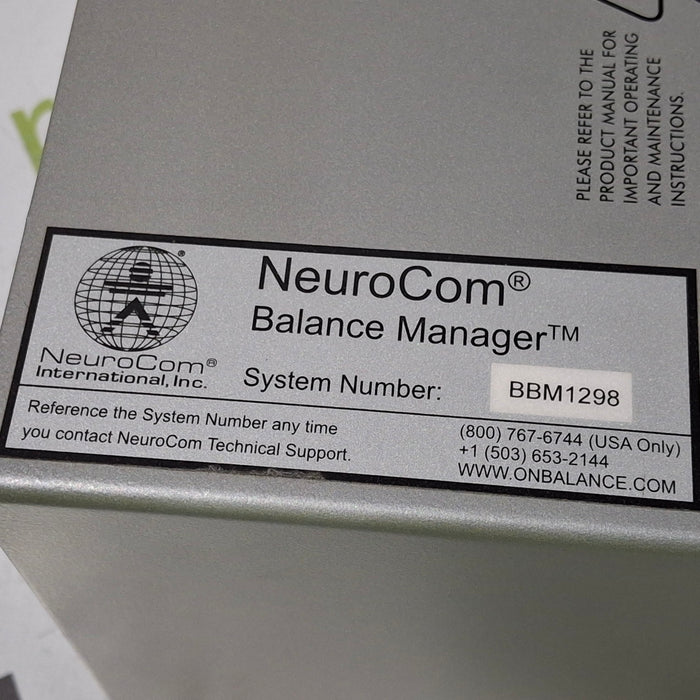 PLEASE REFER TO THE
PRODUCT MANUAL FOR
IMPORTANT OPERATING
AND MAINTENANCE
INSTRUCTIONS.
NeuroCom®
Balance Manager™
NeuroCom®
International, Inc.
System Number: BBM1298
Reference the System Number any time
you contact NeuroCom Technical Support.
(800) 767-6744 (USA Only)
+1 (503) 653-2144
WWW.ONBALANCE.COM